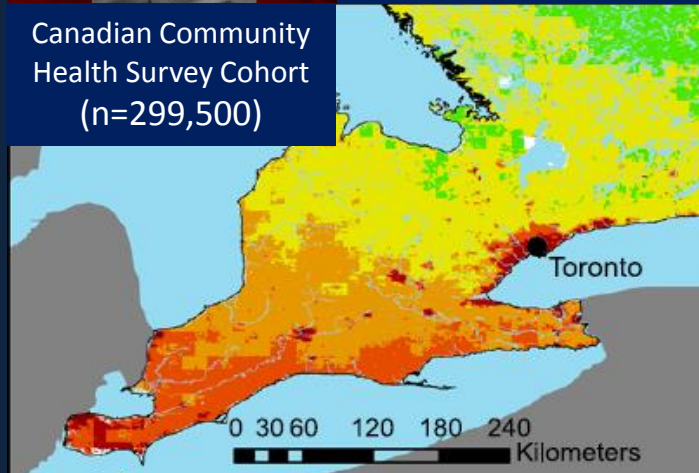 Canadian Community
Health Survey Cohort
(n=299,500)
Toronto
0 30 60 120 180 240
Kilometers